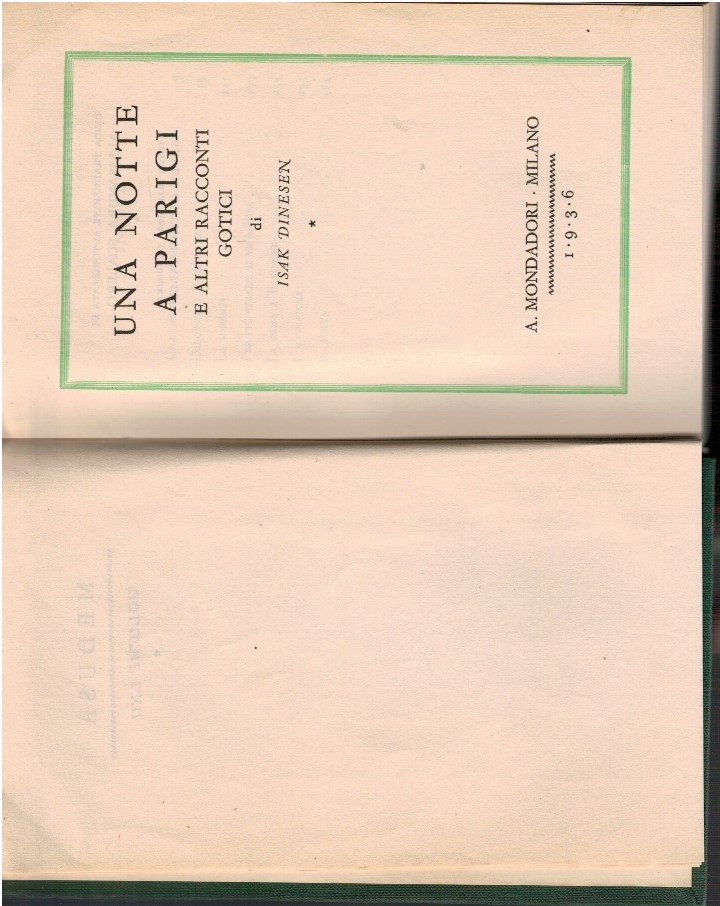 UNA NOTTE
A PARIGI
E ALTRI RACCONTI
GOTICI
di
ISAK DINESEN
*
A. MONDADORI · MILANO
1·9·3·6
MEDUSA